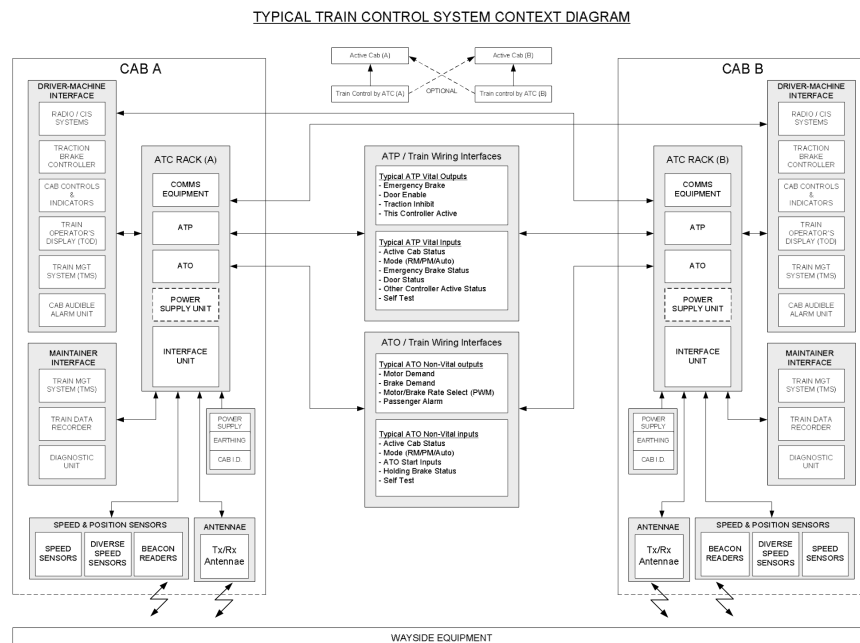 TYPICAL TRAIN CONTROL SYSTEM CONTEXT DIAGRAM
Active Cab (A)
Active Cab (B)
OPTIONAL
Train Control by ATC (A)
Train control by ATC (B)
CAB A
DRIVER-MACHINE
INTERFACE
RADIO / CIS
SYSTEMS
TRACTION
BRAKE
CONTROLLER
CAB CONTROLS
&
INDICATORS
TRAIN
OPERATOR'S
DISPLAY (TOD)
TRAIN MGT
SYSTEM (TMS)
CAB AUDIBLE
ALARM UNIT
MAINTAINER
INTERFACE
TRAIN MGT
SYSTEM (TMS)
TRAIN DATA
RECORDER
DIAGNOSTIC
UNIT
ATC RACK (A)
COMMS
EQUIPMENT
ATP
ATO
POWER
SUPPLY UNIT
INTERFACE
UNIT
POWER
SUPPLY
EARTHING
CAB I.D.
SPEED & POSITION SENSORS
SPEED
SENSORS
DIVERSE
SPEED
SENSORS
BEACON
READERS
ANTENNAE
Tx/Rx
Antennae
ATP / Train Wiring Interfaces
Typical ATP Vital Outputs
- Emergency Brake
- Door Enable
- Traction Inhibit
- This Controller Active
Typical ATP Vital Inputs
- Active Cab Status
- Mode (RM/PM/Auto)
- Emergency Brake Status
- Door Status
- Other Controller Active Status
- Self Test
ATO / Train Wiring Interfaces
Typical ATO Non-Vital outputs
- Motor Demand
- Brake Demand
- Motor/Brake Rate Select (PWM)
- Passenger Alarm
Typical ATO Non-Vital inputs
- Active Cab Status
- Mode (RM/PM/Auto)
- ATO Start Inputs
- Holding Brake Status
- Self Test
CAB B
ATC RACK (B)
COMMS
EQUIPMENT
ATP
ATO
POWER
SUPPLY UNIT
INTERFACE
UNIT
POWER
SUPPLY
EARTHING
CAB I.D.
DRIVER-MACHINE
INTERFACE
RADIO / CIS
SYSTEMS
TRACTION
BRAKE
CONTROLLER
CAB CONTROLS
&
INDICATORS
TRAIN
OPERATOR'S
DISPLAY (TOD)
TRAIN MGT
SYSTEM (TMS)
CAB AUDIBLE
ALARM UNIT
MAINTAINER
INTERFACE
TRAIN MGT
SYSTEM (TMS)
TRAIN DATA
RECORDER
DIAGNOSTIC
UNIT
ANTENNAE
Tx/Rx
Antennae
SPEED & POSITION SENSORS
BEACON
READERS
DIVERSE
SPEED
SENSORS
SPEED
SENSORS
WAYSIDE EQUIPMENT